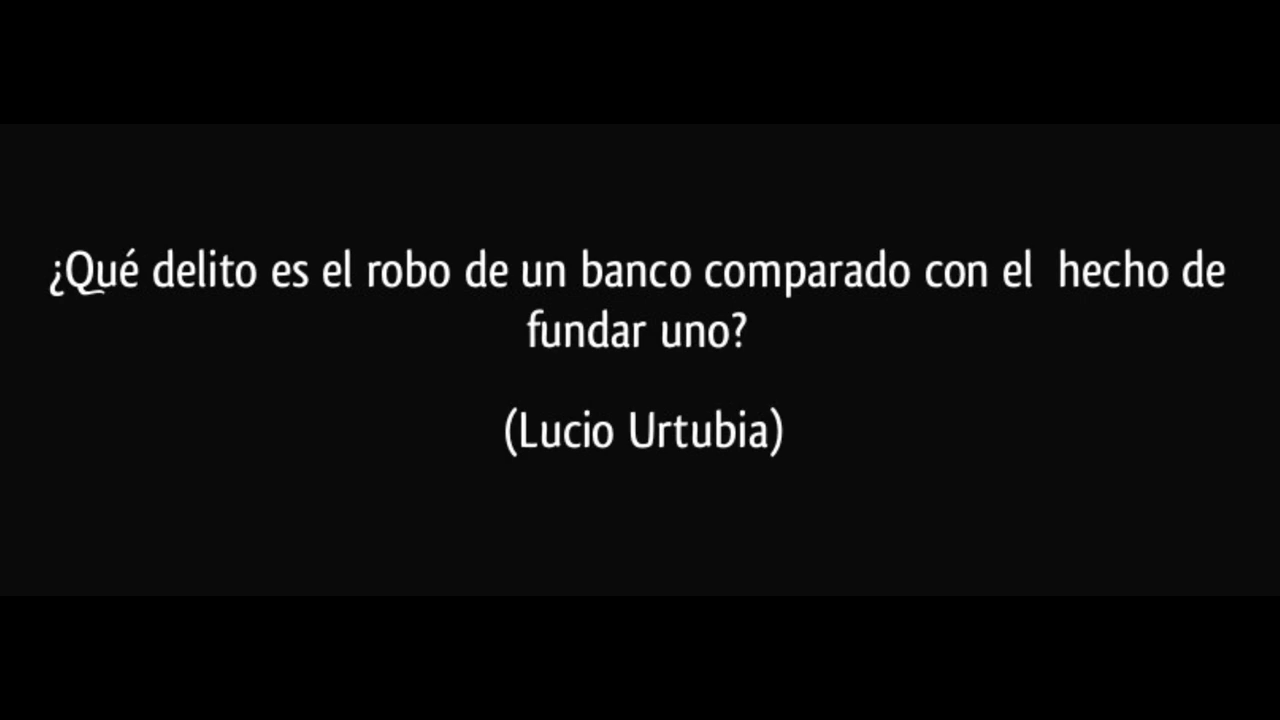 ¿Qué delito es el robo de un banco comparado con el  hecho de
fundar uno?
(Lucio Urtubia)